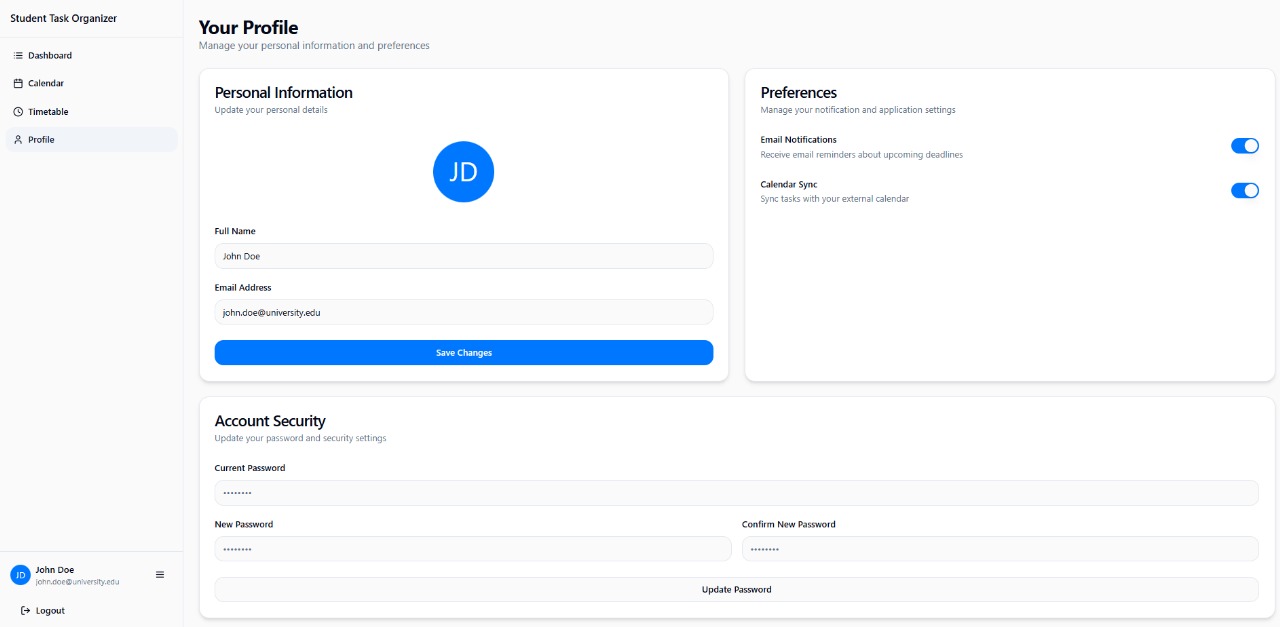 Student Task Organizer
Dashboard
Calendar
Timetable
Profile
JD
John Doe
john.doe@university.edu
Logout
Your Profile
Manage your personal information and preferences
Personal Information
Update your personal details
JD
Full Name
John Doe
Email Address
john.doe@university.edu
Save Changes
Preferences
Manage your notification and application settings
Email Notifications
Receive email reminders about upcoming deadlines
Calendar Sync
Sync tasks with your external calendar
Account Security
Update your password and security settings
Current Password
••••••••
New Password
••••••••
Confirm New Password
••••••••
Update Password